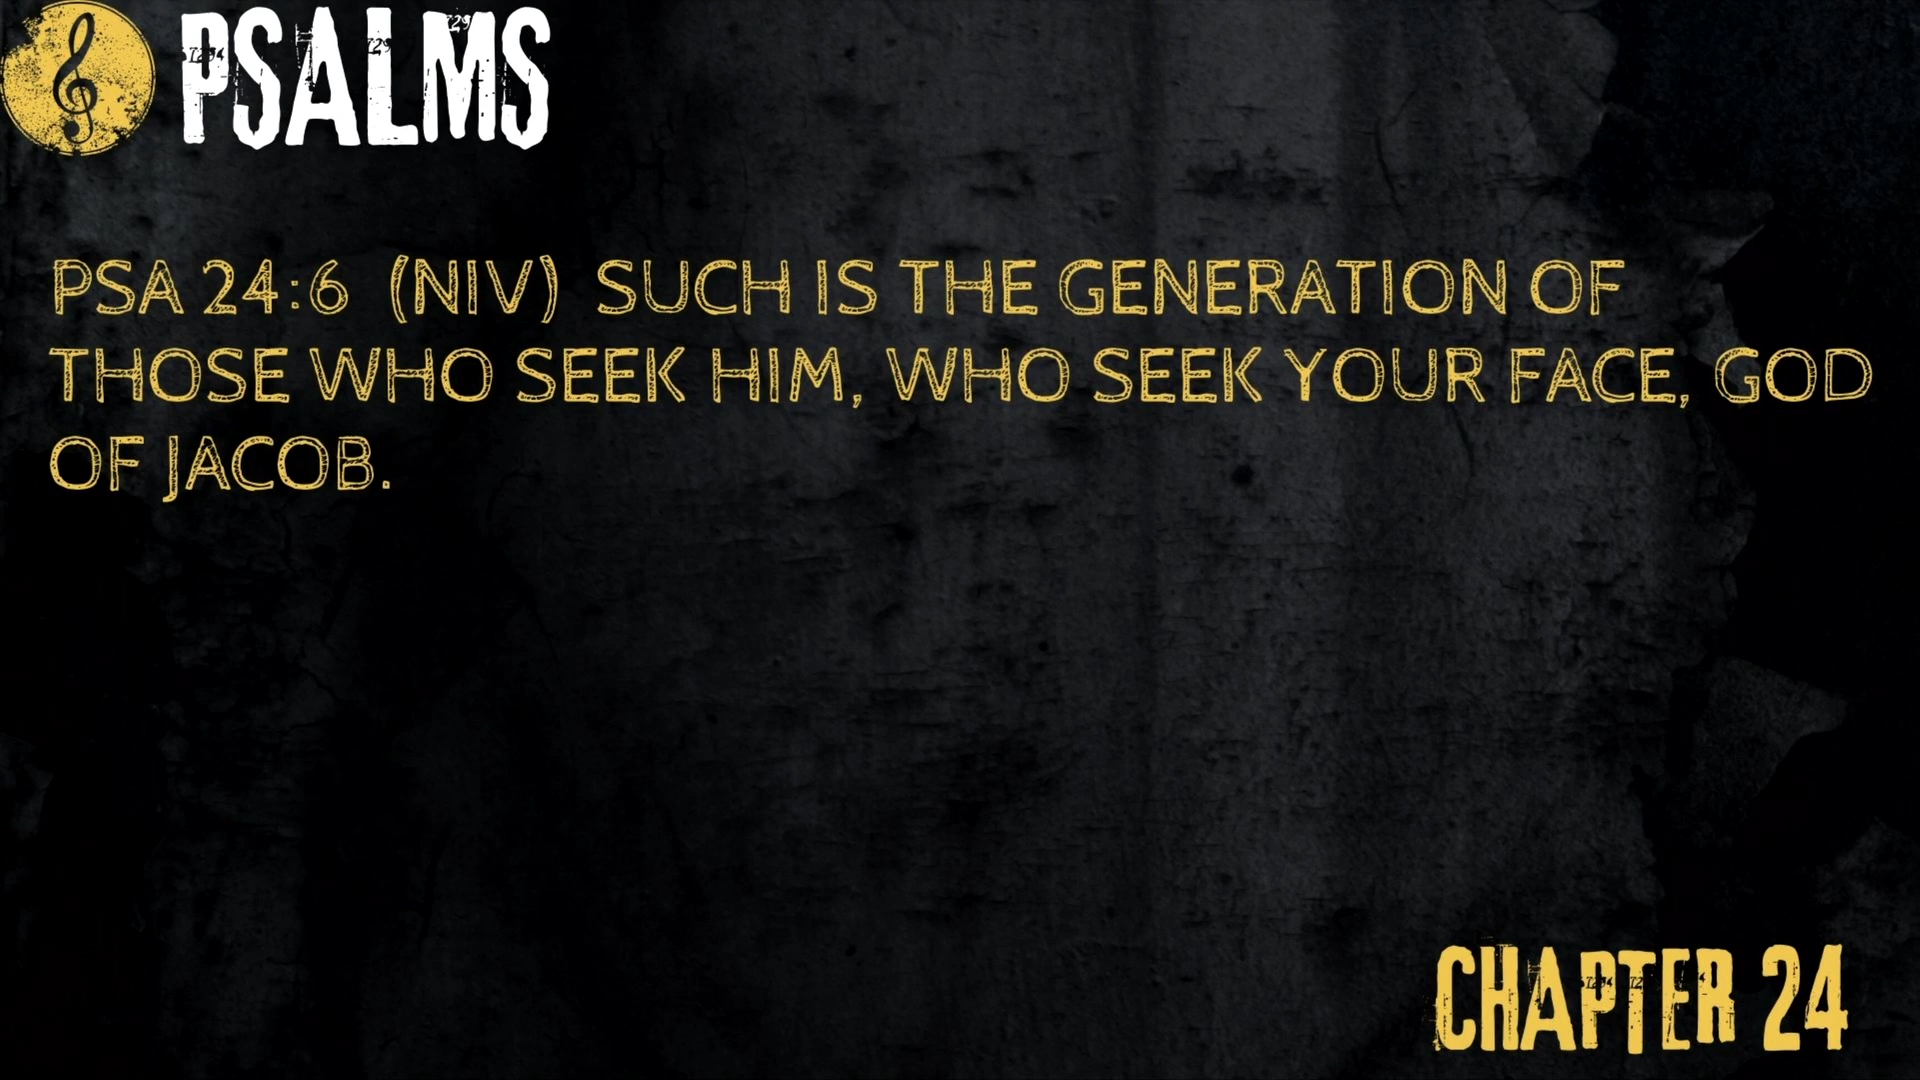 PSALMS
PSA 24:6 (NIV) SUCH IS THE GENERATION OF
THOSE WHO SEEK HIM, WHO SEEK YOUR FACE, GOD
OF JACOB.
CHAPTER 24